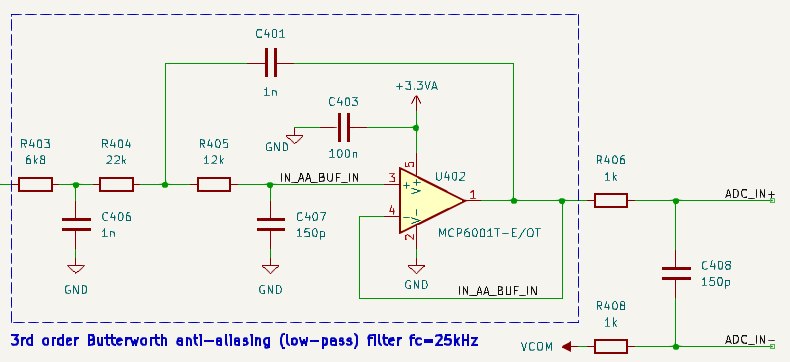 C401
1n
+3.3VA
C403
GND
100n
R403
6k8
R404
22k
R405
12k
IN_AA_BUF_IN
3
4
5
2
1
+
-
V+
V-
U402
MCP6001T-E/OT
C406
1n
GND
C407
150p
GND
GND
IN_AA_BUF_IN
R406
1k
ADC_IN+
C408
150p
R408
1k
VCOM
ADC_IN-
3rd order Butterworth anti-aliasing (low-pass) filter fc=25kHz